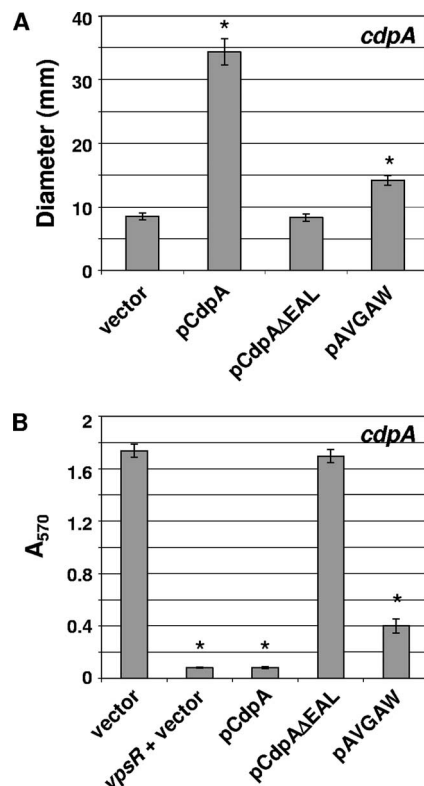 A
cdpA
40
30
20
10
0
Diameter (mm)
*
*
vector
pCdpA
pCdpAΔEAL
pAVGAW
B
cdpA
2
1.6
1.2
0.8
0.4
0
A570
*
*
*
vector
vpsR + vector
pCdpA
pCdpAΔEAL
pAVGAW